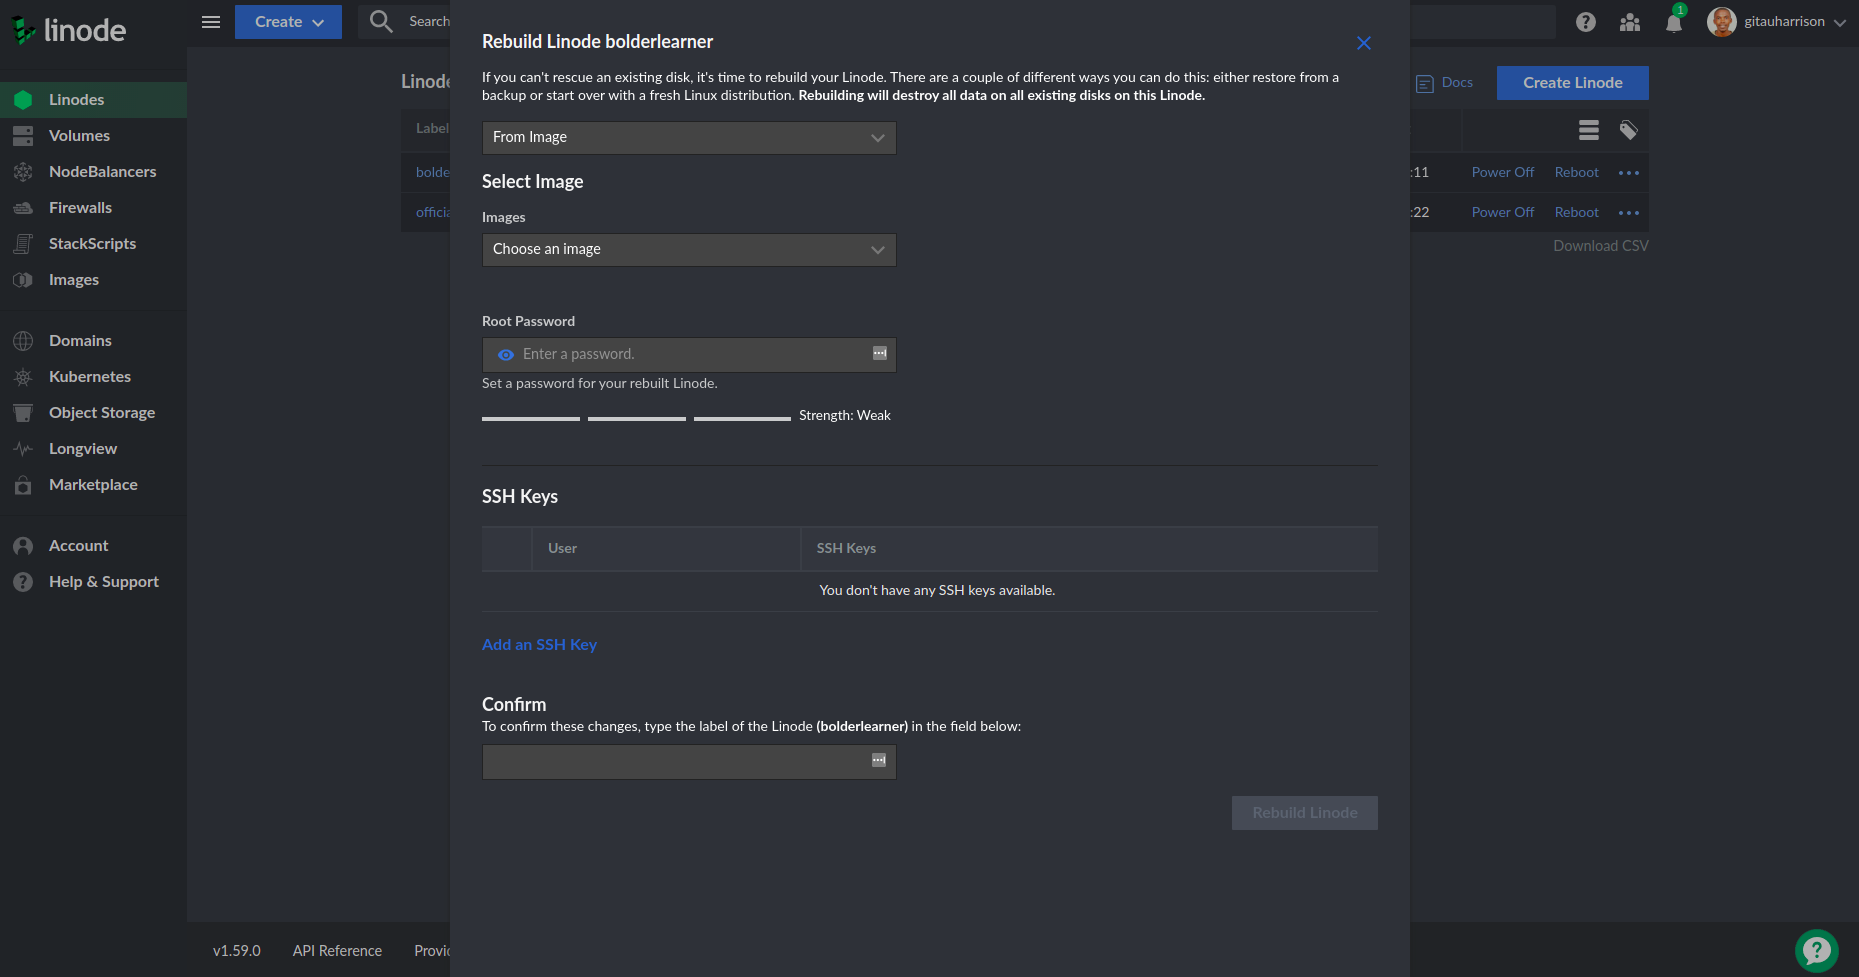 linode
Create
Search
gitauharrison
1
Linodes
Volumes
NodeBalancers
Firewalls
StackScripts
Images
Domains
Kubernetes
Object Storage
Longview
Marketplace
Account
Help & Support
Docs
Create Linode
:11 Power Off Reboot
:22 Power Off Reboot
Download CSV
Rebuild Linode bolderlearner
If you can't rescue an existing disk, it's time to rebuild your Linode. There are a couple of different ways you can do this: either restore from a
backup or start over with a fresh Linux distribution. Rebuilding will destroy all data on all existing disks on this Linode.
From Image
Select Image
Images
Choose an image
Root Password
Enter a password.
Set a password for your rebuilt Linode.
Strength: Weak
SSH Keys
User SSH Keys
You don't have any SSH keys available.
Add an SSH Key
Confirm
To confirm these changes, type the label of the Linode (bolderlearner) in the field below:
Rebuild Linode
v1.59.0 API Reference